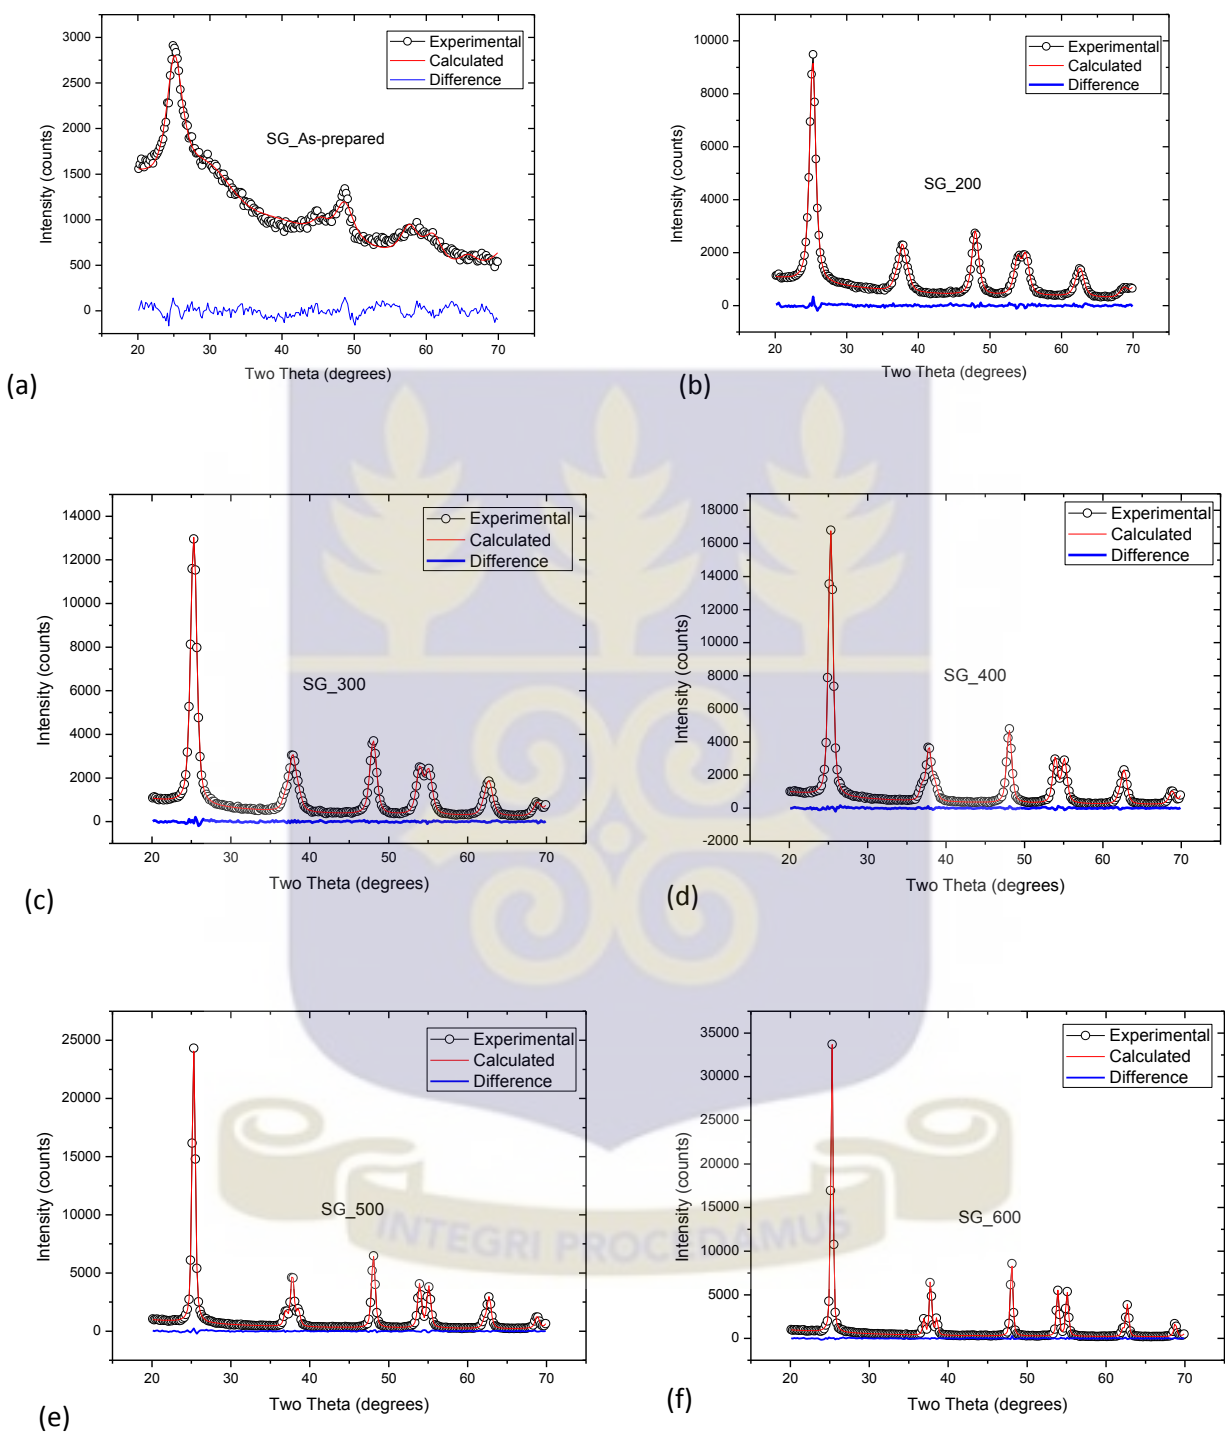 3000
2500
2000
1500
1000
500
0
Intensity (counts)
Experimental
Calculated
Difference
SG_As-prepared
20 30 40 50 60 70
Two Theta (degrees)
(a)
10000
8000
6000
4000
2000
0
Intensity (counts)
Experimental
Calculated
Difference
SG_200
20 30 40 50 60 70
Two Theta (degrees)
(b)
14000
12000
10000
8000
6000
4000
2000
0
Intensity (counts)
Experimental
Calculated
Difference
SG_300
20 30 40 50 60 70
Two Theta (degrees)
(c)
18000
16000
14000
12000
10000
8000
6000
4000
2000
0
-2000
Intensity (counts)
Experimental
Calculated
Difference
SG_400
20 30 40 50 60 70
Two Theta (degrees)
(d)
25000
20000
15000
10000
5000
0
Intensity (counts)
Experimental
Calculated
Difference
SG_500
20 30 40 50 60 70
Two Theta (degrees)
(e)
35000
30000
25000
20000
15000
10000
5000
0
Intensity (counts)
Experimental
Calculated
Difference
SG_600
20 30 40 50 60 70
Two Theta (degrees)
(f)
INTEGRI PROCEDAMUS